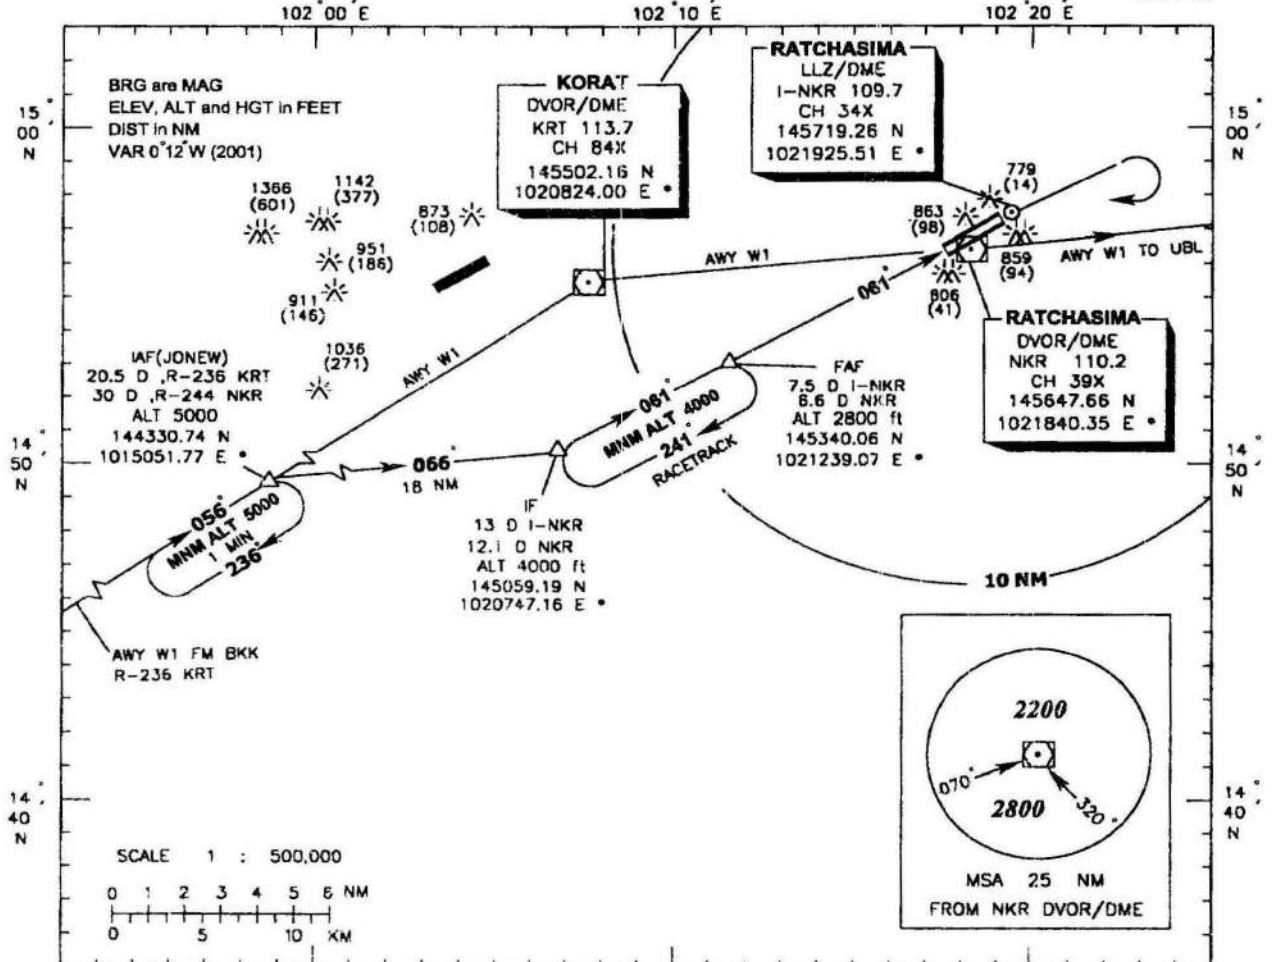 102°00' E
102°10' E
102°20' E
BRG are MAG
ELEV, ALT and HGT in FEET
DIST in NM
VAR 0°12'W (2001)
15°
00'
N
KORAT
DVOR/DME
KRT 113.7
CH 84X
145502.16 N
1020824.00 E *
RATCHASIMA
LLZ/DME
I-NKR 109.7
CH 34X
145719.26 N
1021925.51 E *
15°
00'
N
1366
(601)
1142
(377)
873
(108)
951
(186)
911
(146)
1036
(271)
779
(14)
863
(98)
859
(94)
806
(41)
AWY W1
AWY W1 TO UBL
061°
AWY W1
RATCHASIMA
DVOR/DME
NKR 110.2
CH 39X
145647.66 N
1021840.35 E *
IAF(JONEW)
20.5 D ,R-236 KRT
30 D ,R-244 NKR
ALT 5000
144330.74 N
1015051.77 E *
FAF
7.5 D I-NKR
6.6 D NKR
ALT 2800 ft
145340.06 N
1021239.07 E *
061°
MNM ALT 4000
241°
RACETRACK
14°
50'
N
066°
18 NM
14°
50'
N
056°
MNM ALT 5000
1 MIN
236°
IF
13 D I-NKR
12.1 D NKR
ALT 4000 ft
145059.19 N
1020747.16 E *
10 NM
AWY W1 FM BKK
R-236 KRT
2200
070°
2800
320°
MSA 25 NM
FROM NKR DVOR/DME
14°
40'
N
14°
40'
N
SCALE 1 : 500,000
0 1 2 3 4 5 6 NM
0 5 10 KM